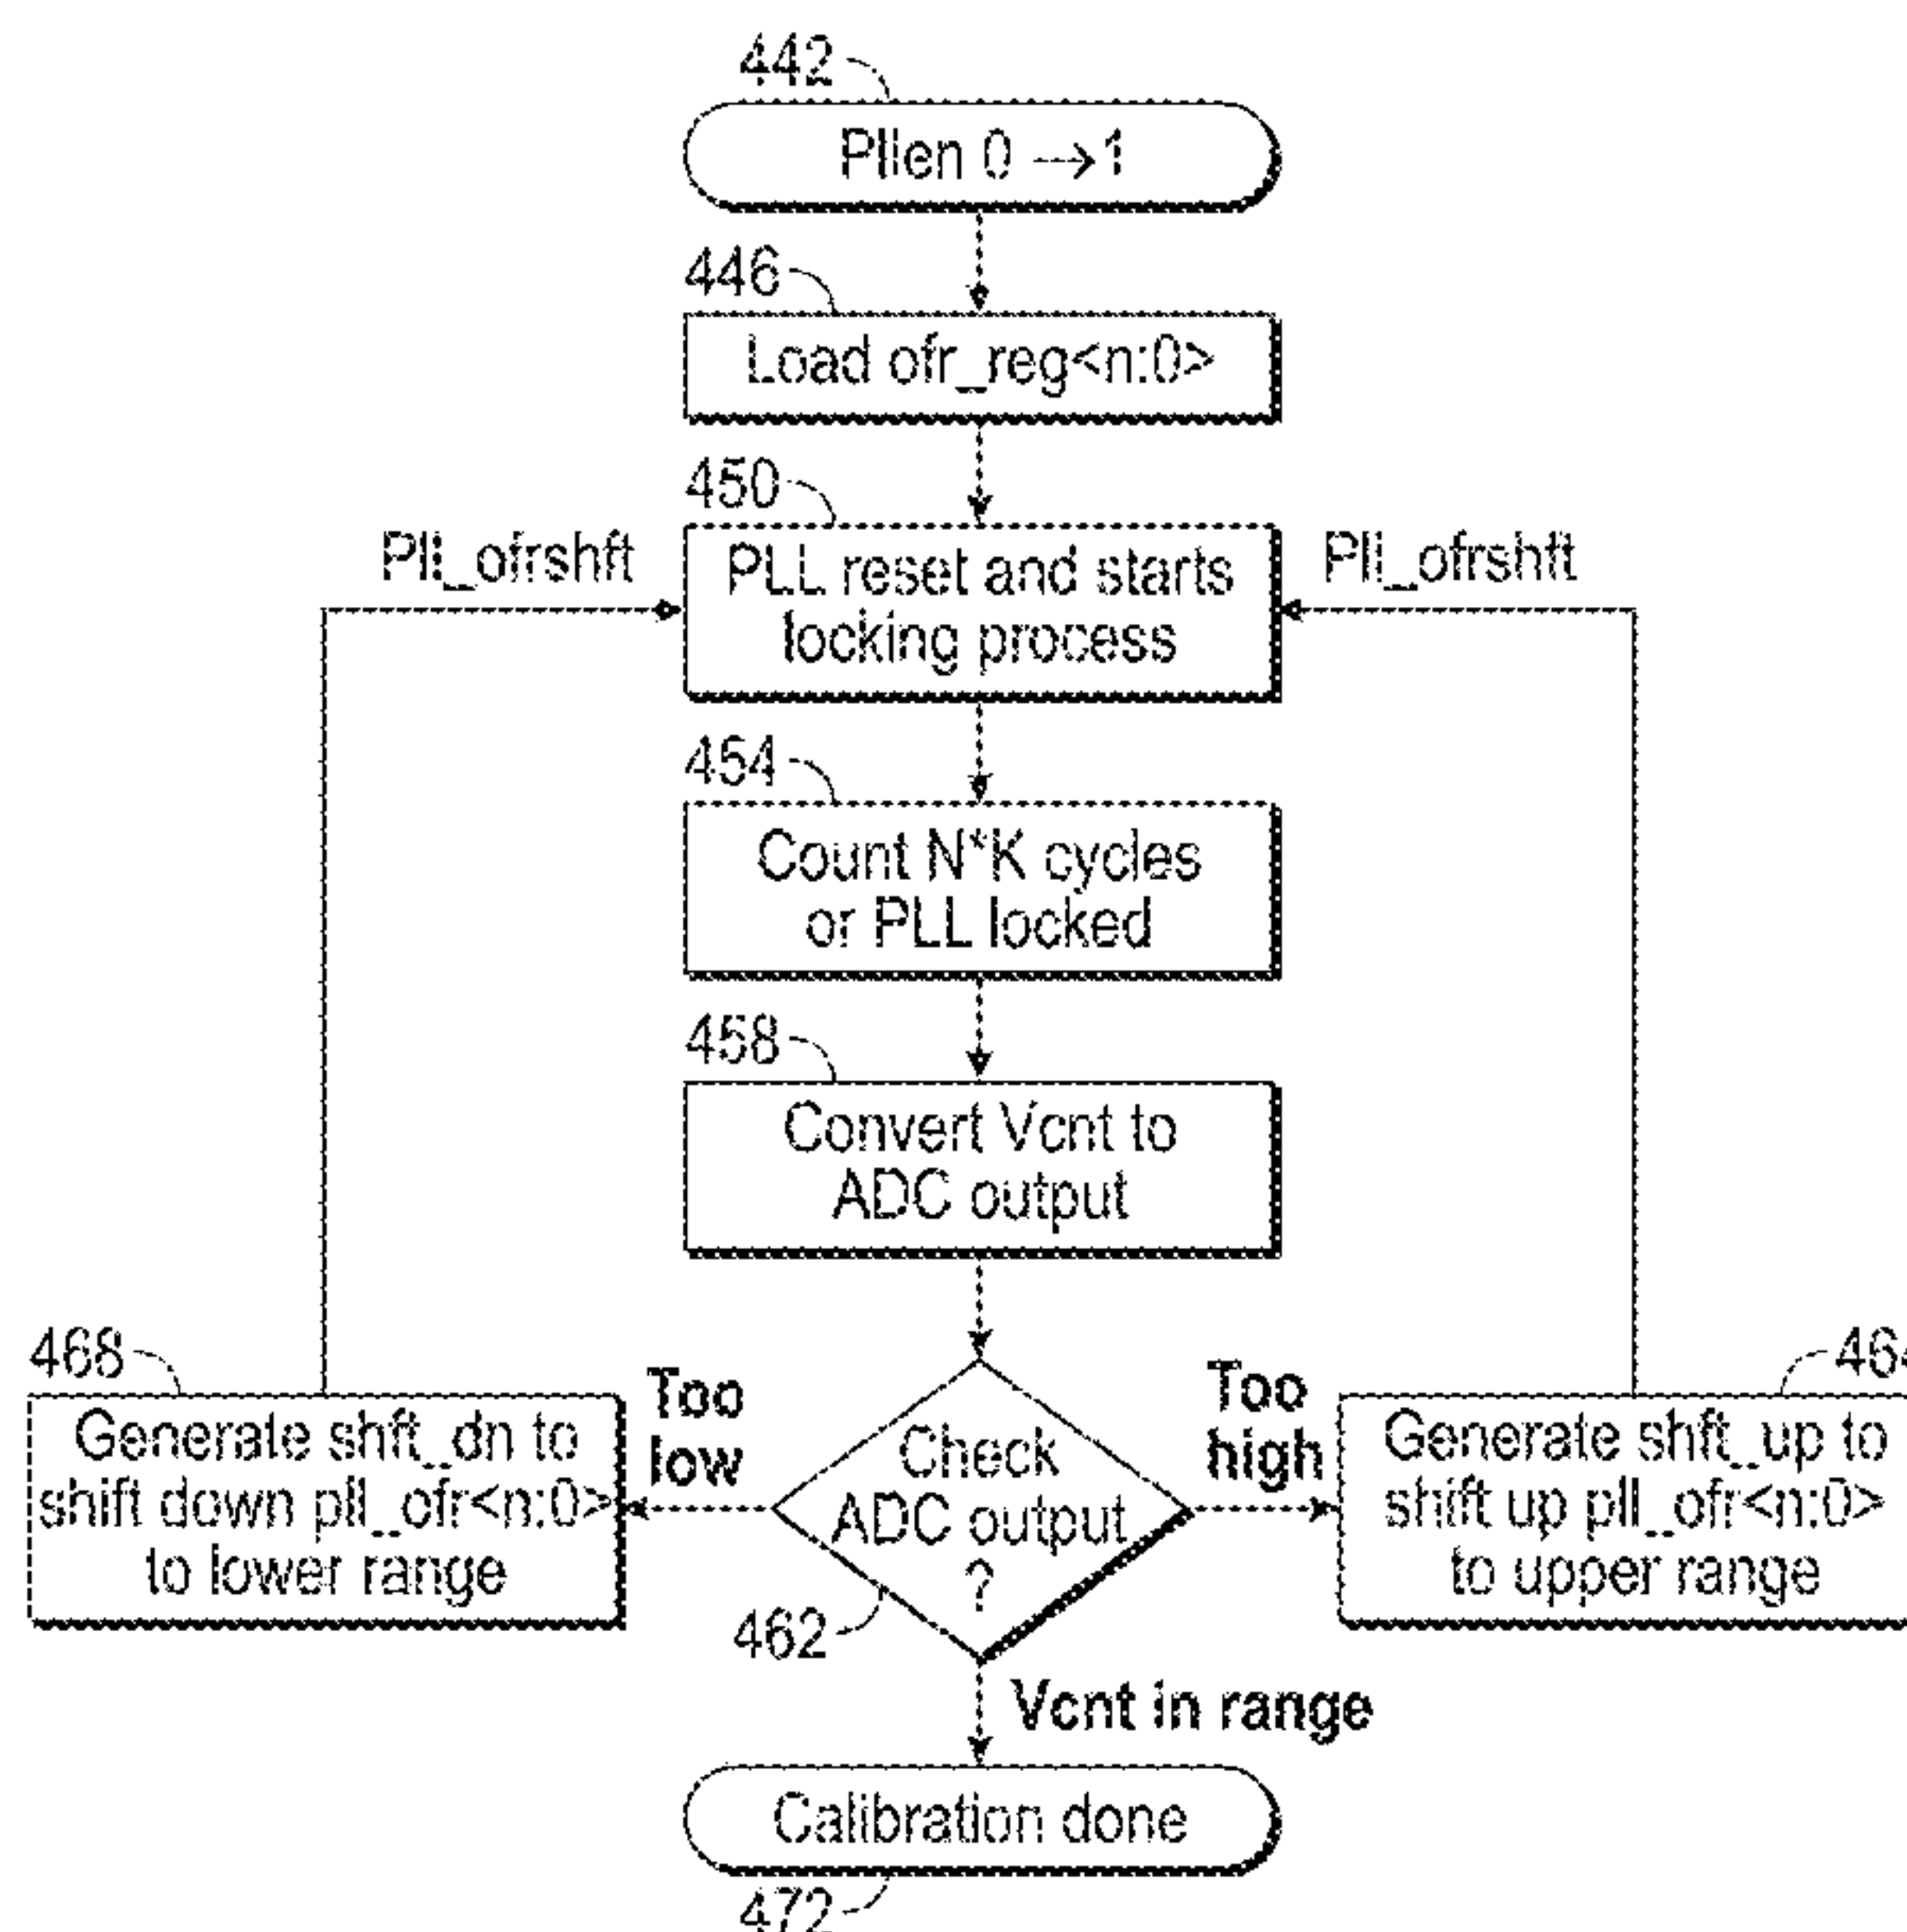 442
Pllen 0 →1
446
Load ofr_reg<n:0>
450
Pll_ofrshft
PLL reset and starts
locking process
Pll_ofrshft
454
Count N*K cycles
or PLL locked
458
Convert Vcnt to
ADC output
468
Generate shft_dn to
shift down pll_ofr<n:0>
to lower range
Too
low
Check
ADC output
?
462
Too
high
464
Generate shft_up to
shift up pll_ofr<n:0>
to upper range
Vcnt in range
Calibration done
472